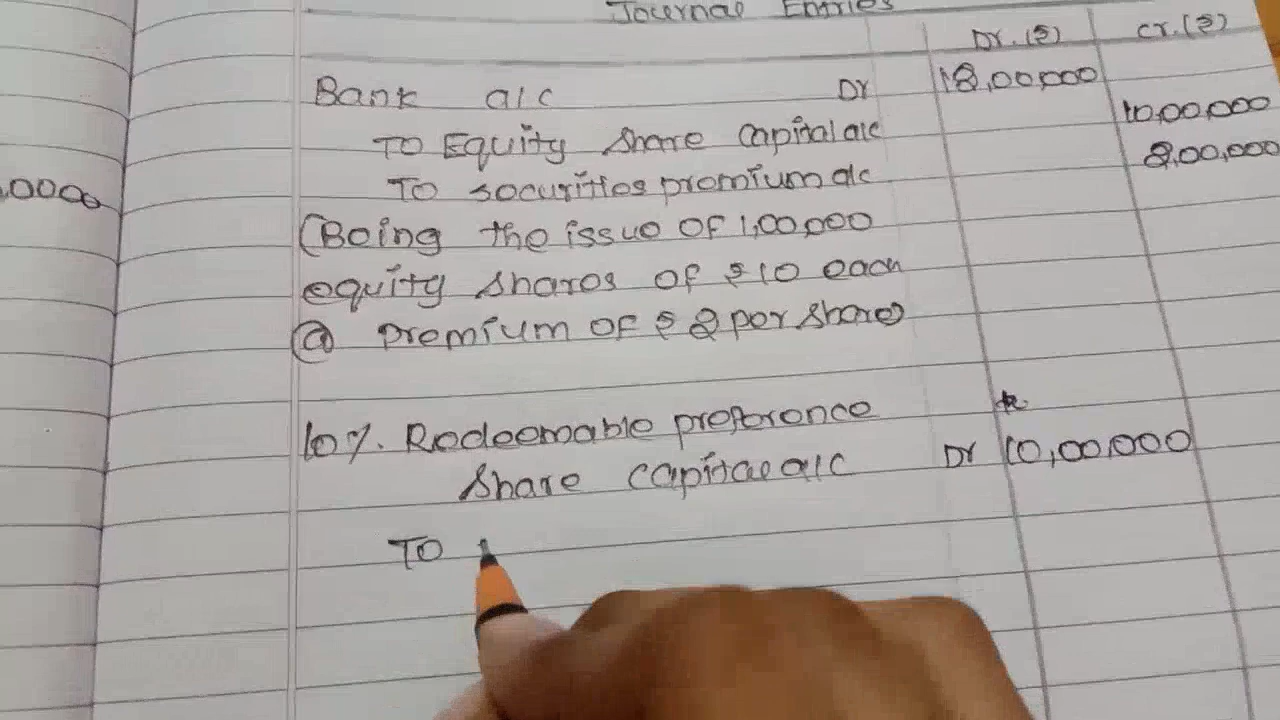 Journal Entries
Dr. (₹) Cr. (₹)
Bank a/c Dr 18,00,000
To Equity Share Capital a/c 10,00,000
To Securities premium a/c 8,00,000
(Being the issue of 1,00,000
equity shares of ₹10 each
@ premium of ₹ 8 per share)
10%. Redeemable preference
Share capital a/c Dr 10,00,000
To